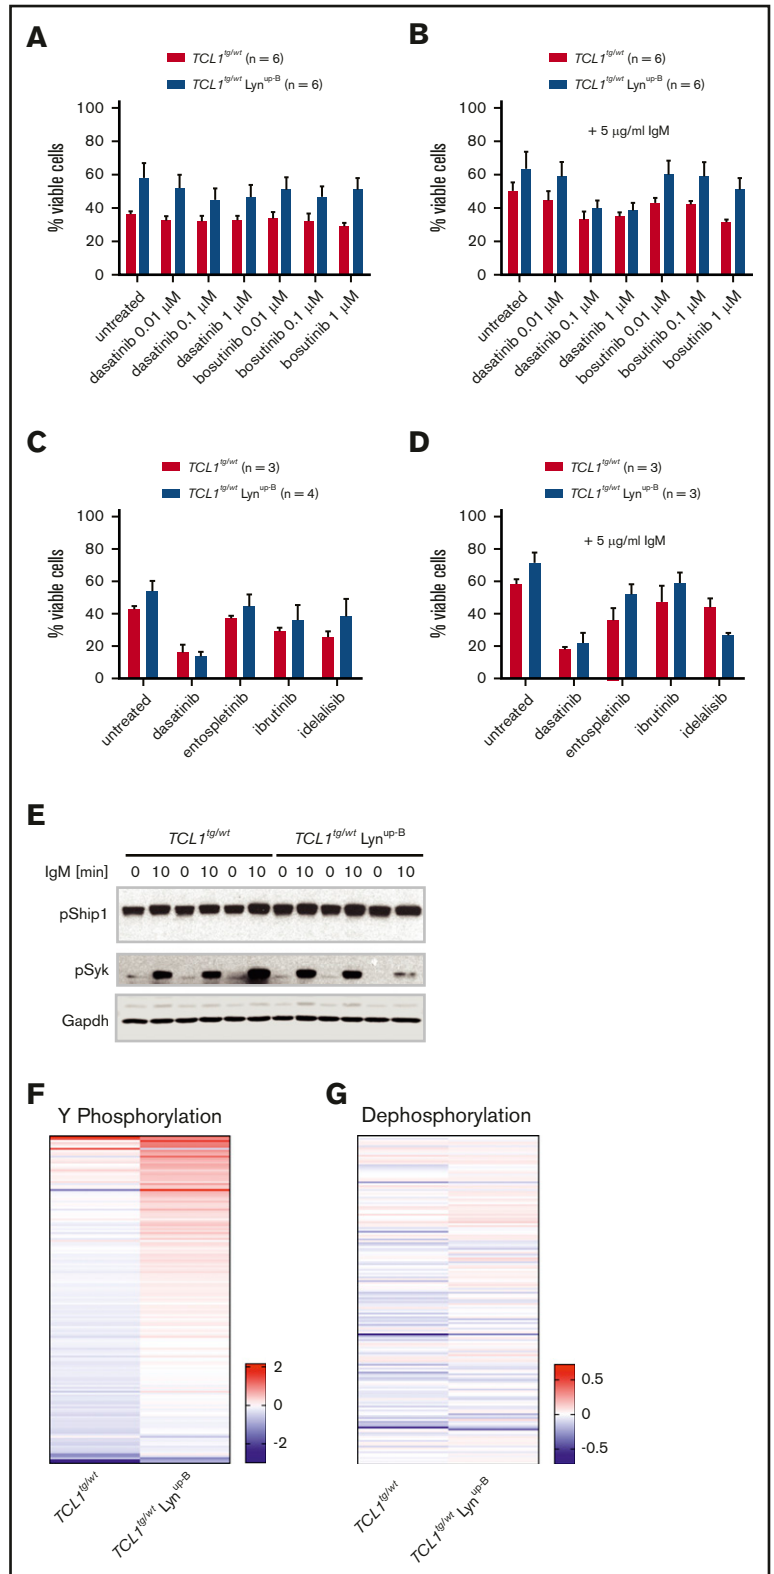 A
TCL1tg/wt (n = 6)
TCL1tg/wt Lynup-B (n = 6)
% viable cells
100
80
60
40
20
0
untreated
dasatinib 0.01 µM
dasatinib 0.1 µM
dasatinib 1 µM
bosutinib 0.01 µM
bosutinib 0.1 µM
bosutinib 1 µM
B
TCL1tg/wt (n = 6)
TCL1tg/wt Lynup-B (n = 6)
+ 5 µg/ml IgM
% viable cells
100
80
60
40
20
0
untreated
dasatinib 0.01 µM
dasatinib 0.1 µM
dasatinib 1 µM
bosutinib 0.01 µM
bosutinib 0.1 µM
bosutinib 1 µM
C
TCL1tg/wt (n = 3)
TCL1tg/wt Lynup-B (n = 4)
% viable cells
100
80
60
40
20
0
untreated
dasatinib
entospletinib
ibrutinib
idelalisib
D
TCL1tg/wt (n = 3)
TCL1tg/wt Lynup-B (n = 3)
+ 5 µg/ml IgM
% viable cells
100
80
60
40
20
0
untreated
dasatinib
entospletinib
ibrutinib
idelalisib
E
TCL1tg/wt TCL1tg/wt Lynup-B
IgM [min] 0 10 0 10 0 10 0 10 0 10 0 10
pShip1
pSyk
Gapdh
F
Y Phosphorylation
2
0
-2
TCL1tg/wt
TCL1tg/wt Lynup-B
G
Dephosphorylation
0.5
0
-0.5
TCL1tg/wt
TCL1tg/wt Lynup-B